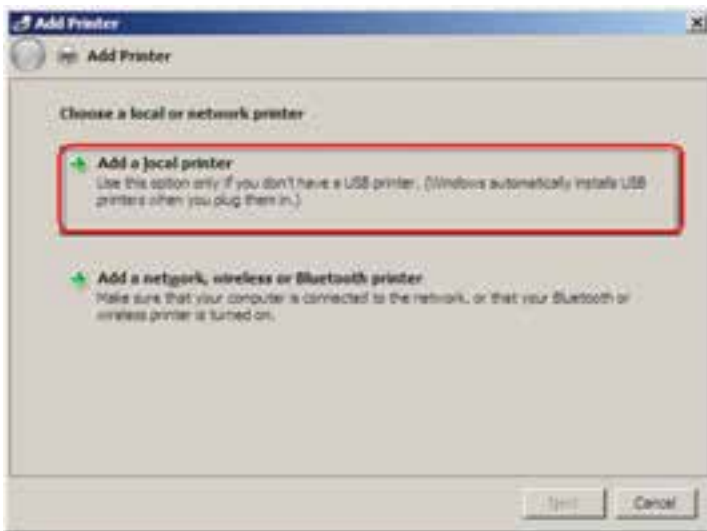 Add Printer
Add Printer
Choose a local or network printer
Add a local printer
Use this option only if you don't have a USB printer. (Windows automatically installs USB
printers when you plug them in.)
Add a network, wireless or Bluetooth printer
Make sure that your computer is connected to the network, or that your Bluetooth or
wireless printer is turned on.
Next
Cancel